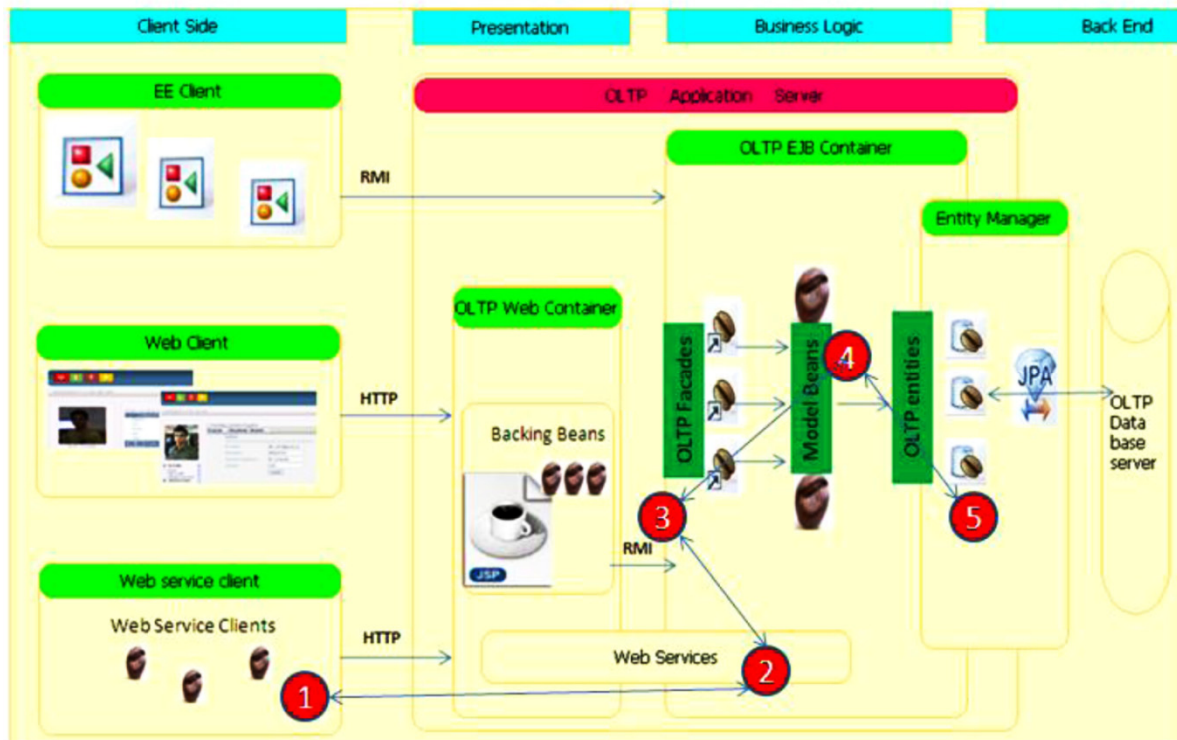 Client Side
Presentation
Business Logic
Back End
EE Client
OLTP Application Server
OLTP EJB Container
RMI
Entity Manager
OLTP Web Container
Web Client
HTTP
Backing Beans
JSP
OLTP Facades
Model Beans
4
OLTP entities
JPA
OLTP
Data
base
server
3
5
RMI
Web service client
Web Service Clients
HTTP
Web Services
1
2